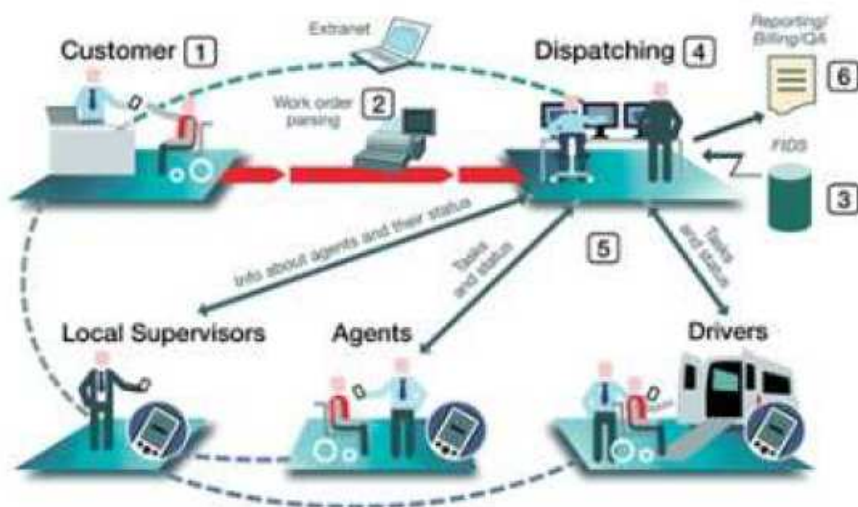 Extranet
Reporting/
Billing/QA
Customer 1
Dispatching 4
6
Work order 2
parsing
FIDS
3
Info about agents and their status
Tasks
and status
5
Tasks
and status
Local Supervisors
Agents
Drivers